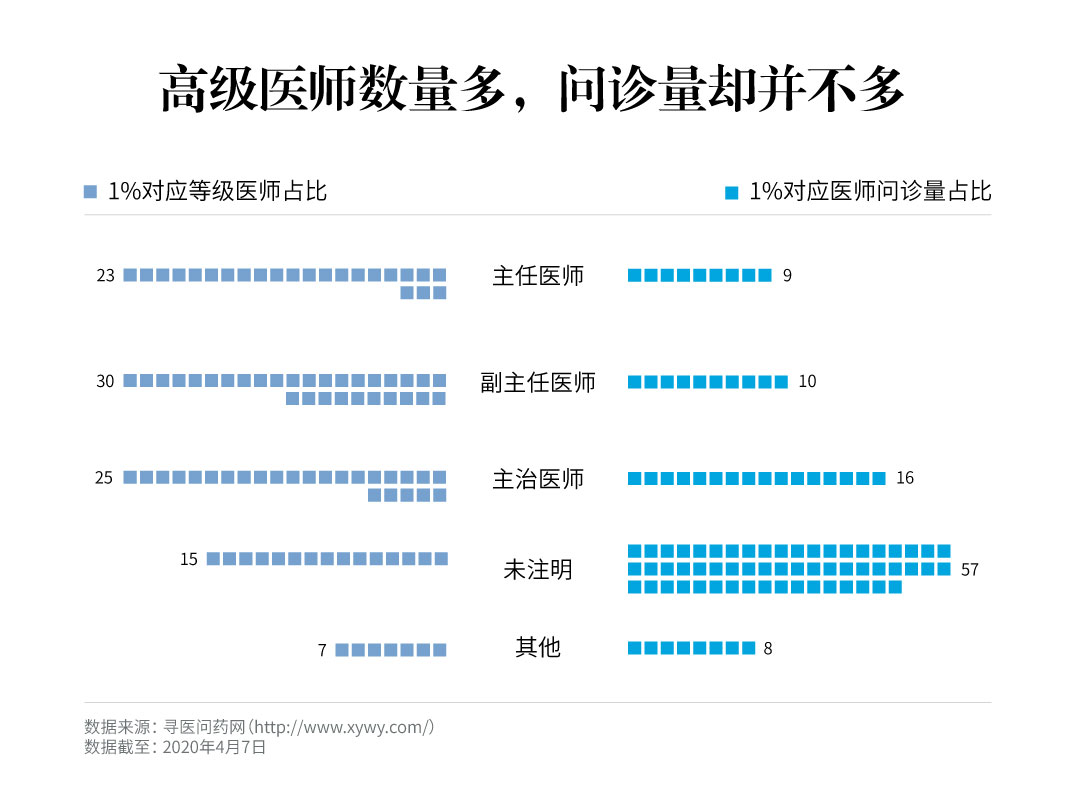 高级医师数量多，问诊量却并不多
1%对应等级医师占比
1%对应医师问诊量占比
23 主任医师 9
30 副主任医师 10
25 主治医师 16
15 未注明 57
7 其他 8
数据来源：寻医问药网（http://www.xywy.com/）
数据截至：2020年4月7日